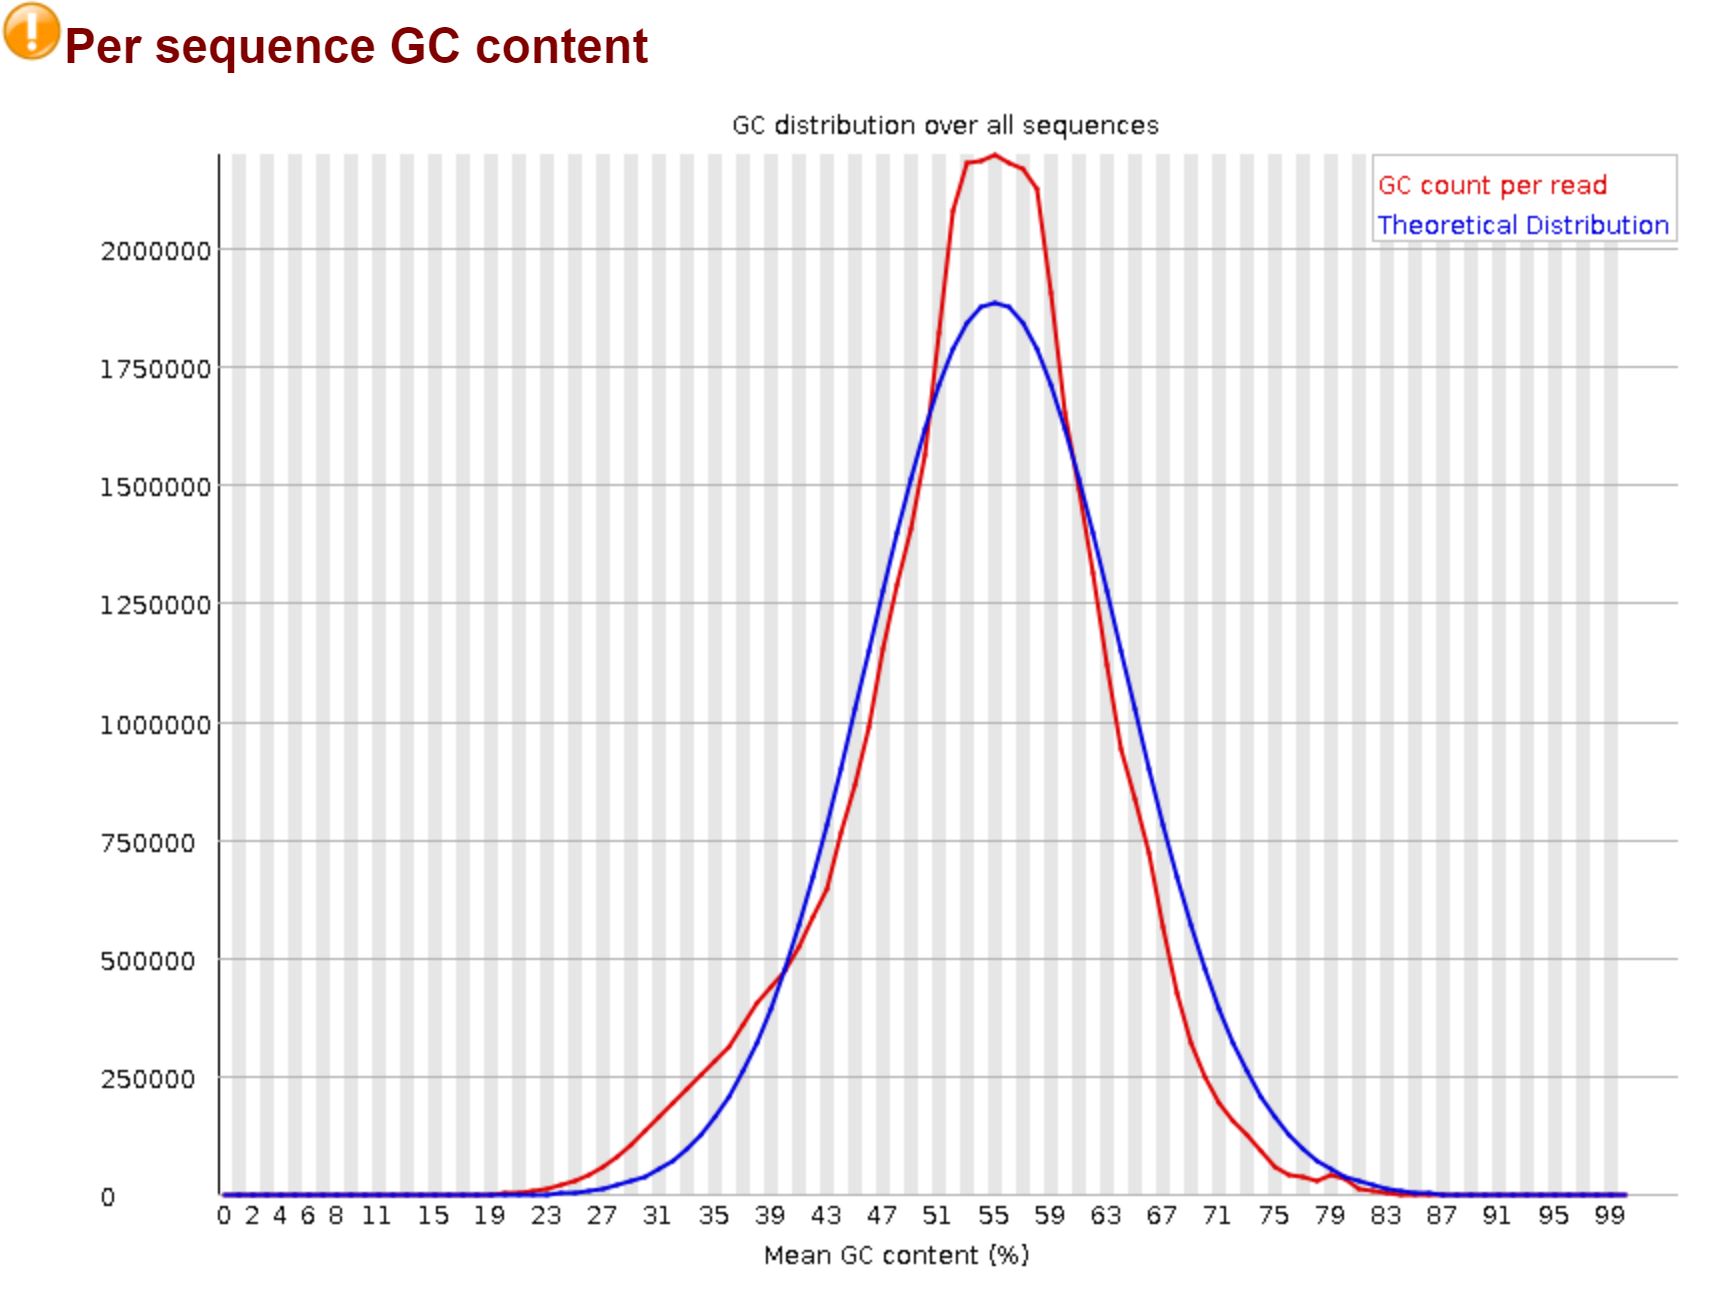 Per sequence GC content
GC distribution over all sequences
GC count per read
Theoretical Distribution
2000000
1750000
1500000
1250000
1000000
750000
500000
250000
0
0 2 4 6 8 11 15 19 23 27 31 35 39 43 47 51 55 59 63 67 71 75 79 83 87 91 95 99
Mean GC content (%)